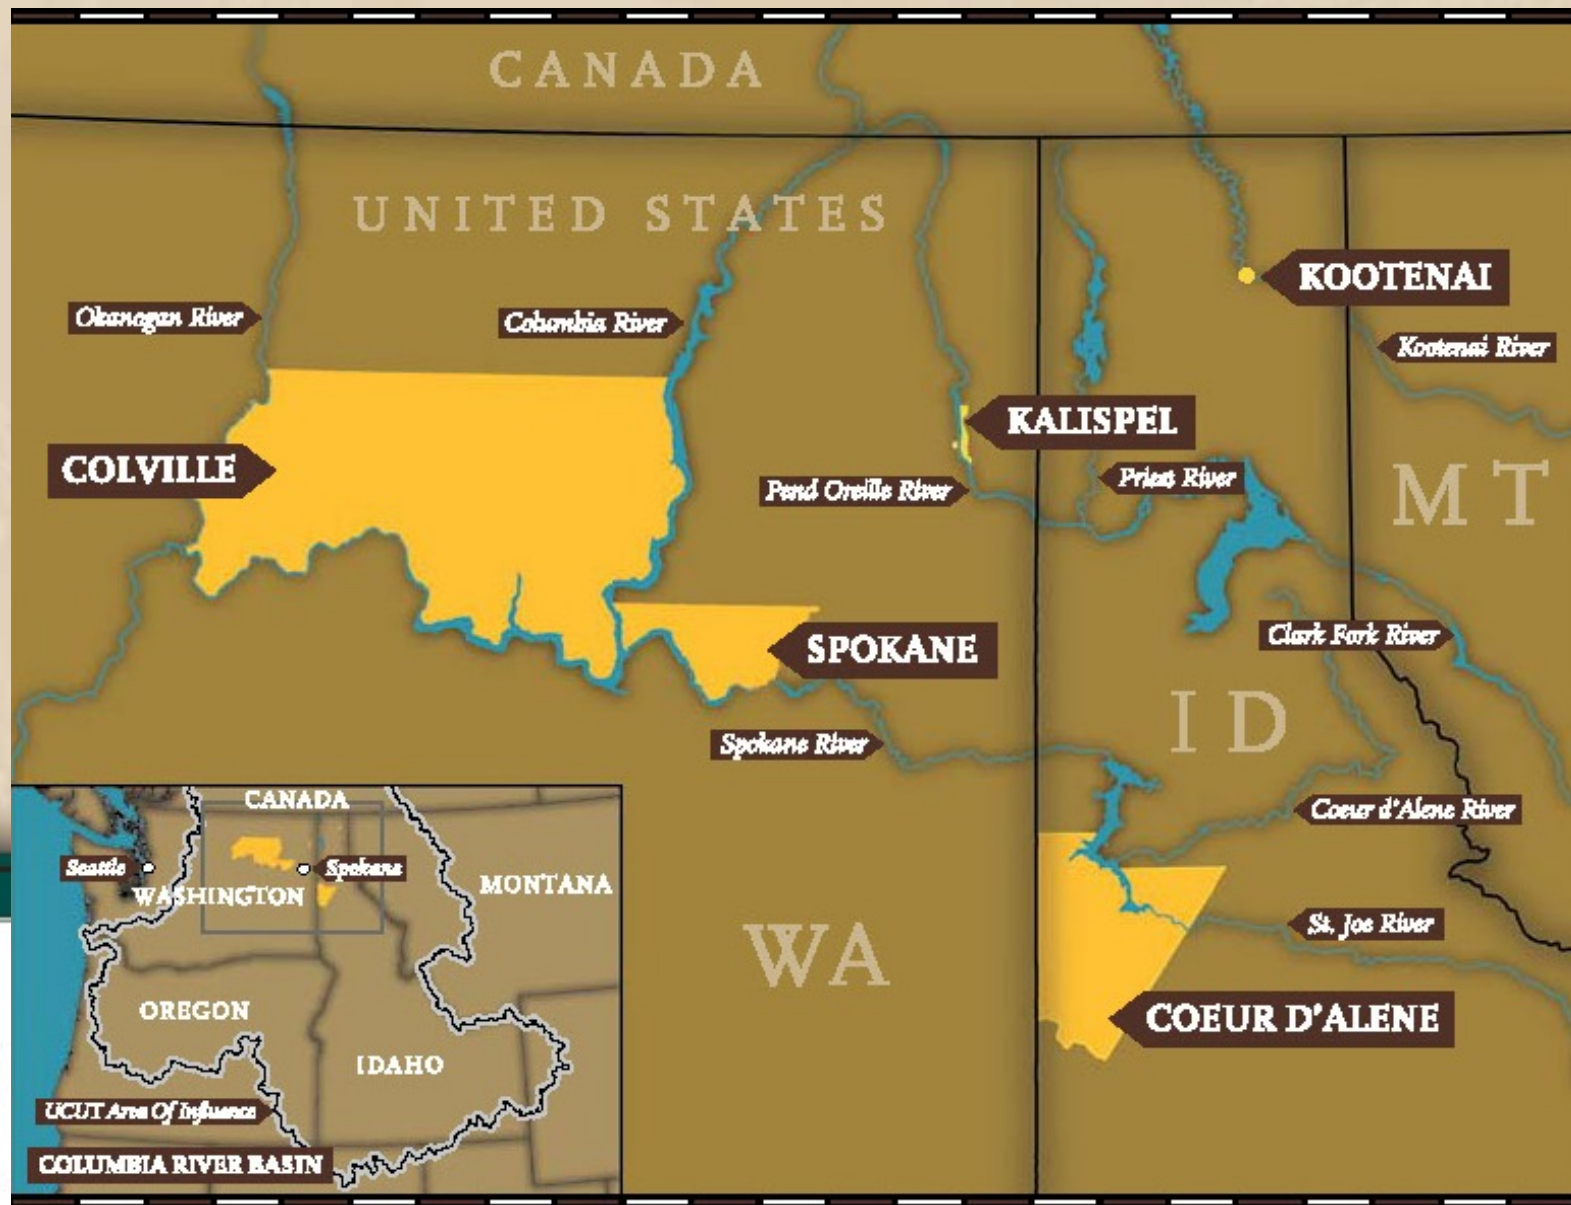 CANADA
UNITED STATES
KOOTENAI
Okanogan River
Columbia River
Kootenai River
KALISPEL
COLVILLE
Pend Oreille River
Priest River
MT
SPOKANE
Clark Fork River
ID
Spokane River
CANADA
Coeur d'Alene River
Seattle
Spokane
WASHINGTON
MONTANA
WA
St. Joe River
OREGON
COEUR D'ALENE
IDAHO
UCUT Area Of Influence
COLUMBIA RIVER BASIN